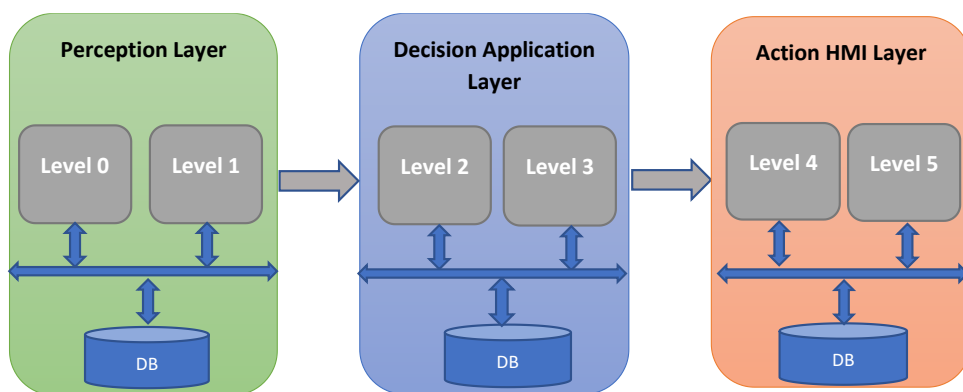 Perception Layer
Level 0
Level 1
DB
Decision Application
Layer
Level 2
Level 3
DB
Action HMI Layer
Level 4
Level 5
DB